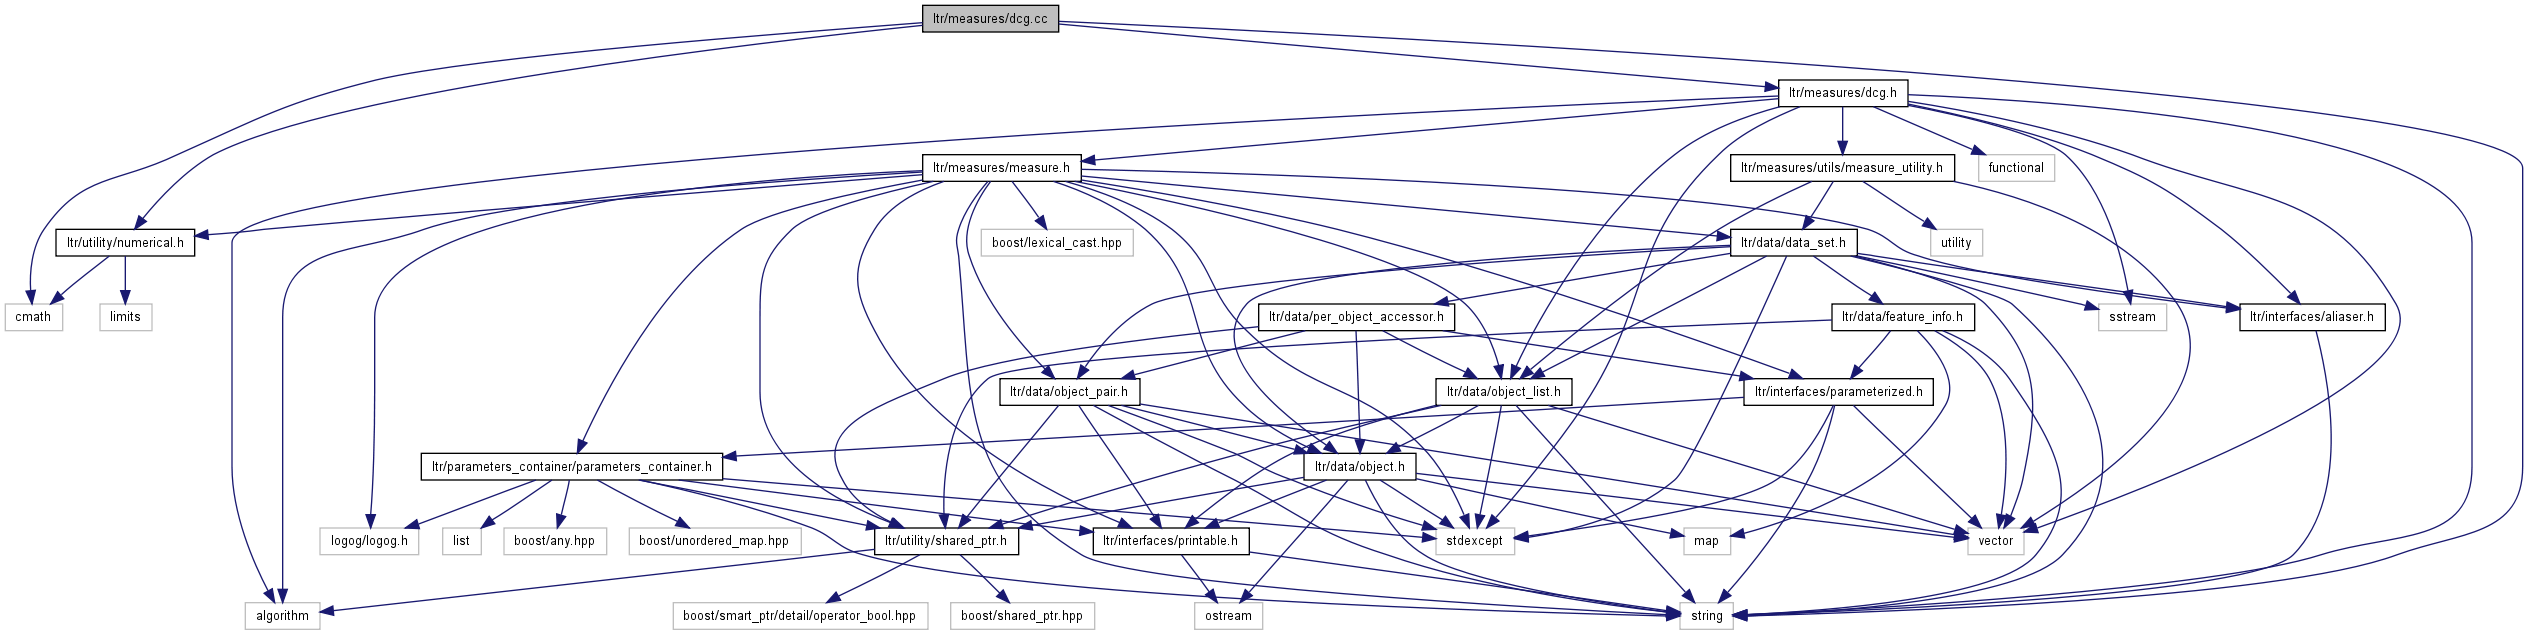 ltr/measures/dcg.cc
ltr/measures/dcg.h
ltr/measures/measure.h
ltr/measures/utils/measure_utility.h
functional
ltr/utility/numerical.h
boost/lexical_cast.hpp
ltr/data/data_set.h
utility
cmath
limits
ltr/data/per_object_accessor.h
ltr/data/feature_info.h
sstream
ltr/interfaces/aliaser.h
ltr/data/object_pair.h
ltr/data/object_list.h
ltr/interfaces/parameterized.h
ltr/parameters_container/parameters_container.h
ltr/data/object.h
logog/logog.h
list
boost/any.hpp
boost/unordered_map.hpp
ltr/utility/shared_ptr.h
ltr/interfaces/printable.h
stdexcept
map
vector
algorithm
boost/smart_ptr/detail/operator_bool.hpp
boost/shared_ptr.hpp
ostream
string